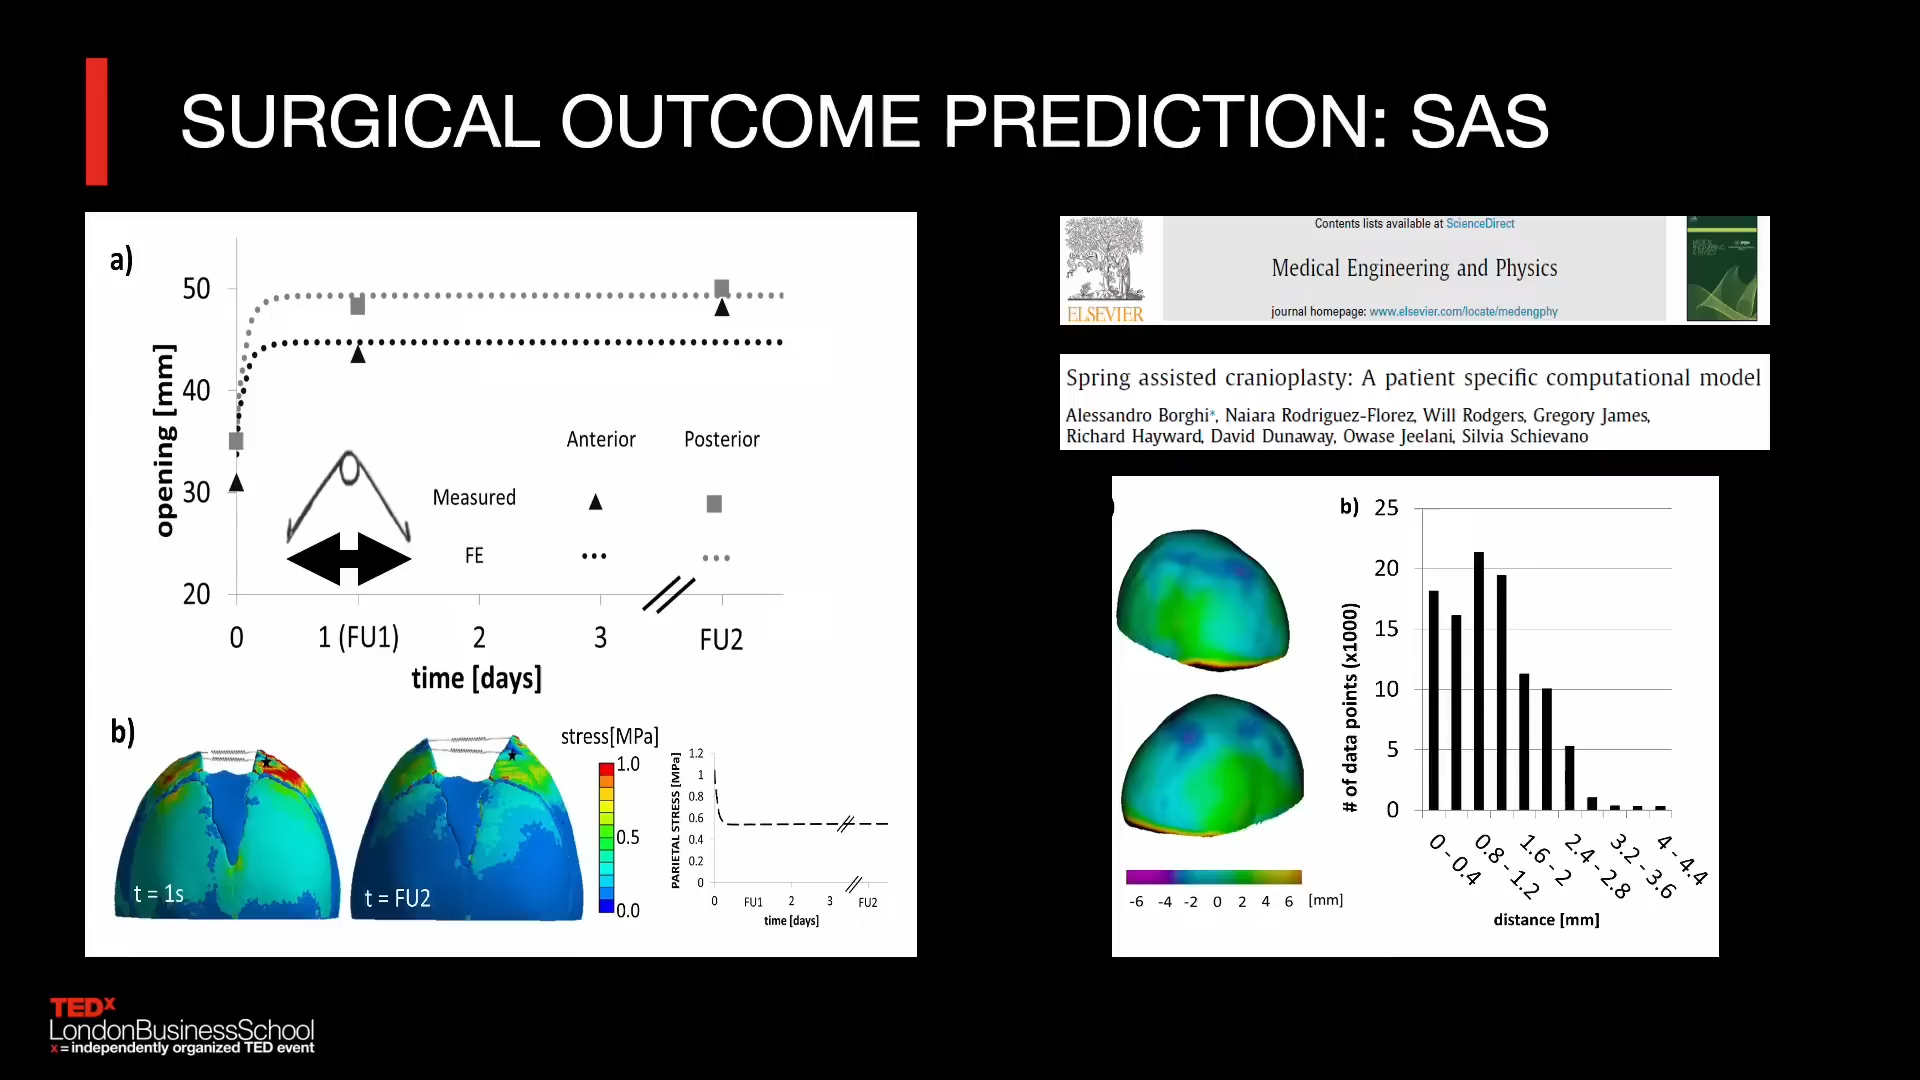 SURGICAL OUTCOME PREDICTION: SAS
a)
50
40
30
20
opening [mm]
0 1 (FU1) 2 3 FU2
time [days]
Anterior Posterior
Measured
FE
b)
t = 1s
t = FU2
stress[MPa]
1.0
0.5
0.0
PARIETAL STRESS [MPa]
1.2
1
0.8
0.6
0.4
0.2
0
0 FU1 2 3 FU2
time [days]
Contents lists available at ScienceDirect
Medical Engineering and Physics
journal homepage: www.elsevier.com/locate/medengphy
ELSEVIER
Spring assisted cranioplasty: A patient specific computational model
Alessandro Borghi*, Naiara Rodriguez-Florez, Will Rodgers, Gregory James,
Richard Hayward, David Dunaway, Owase Jeelani, Silvia Schievano
-6 -4 -2 0 2 4 6 [mm]
b)
25
20
15
10
5
0
# of data points (x1000)
0 - 0.4
0.8 - 1.2
1.6 - 2
2.4 - 2.8
3.2 - 3.6
4 - 4.4
distance [mm]
TEDx
LondonBusinessSchool
x = independently organized TED event